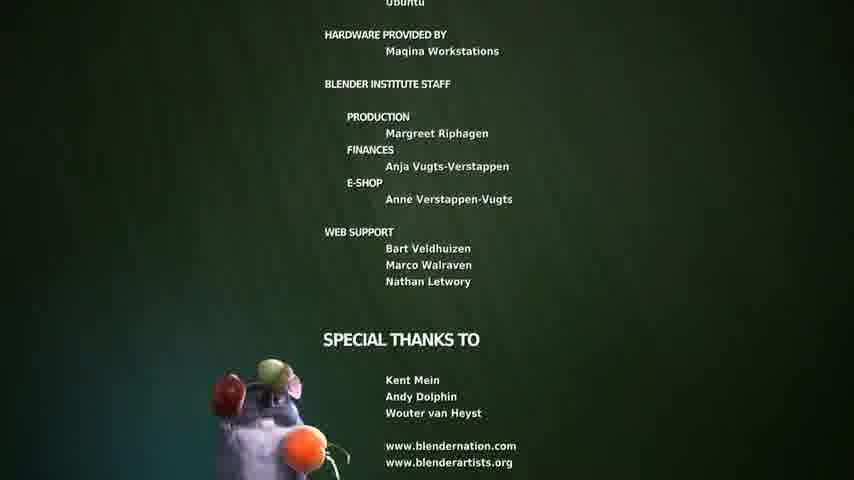 Ubuntu
HARDWARE PROVIDED BY
Maqina Workstations
BLENDER INSTITUTE STAFF
PRODUCTION
Margreet Riphagen
FINANCES
Anja Vugts-Verstappen
E-SHOP
Anne Verstappen-Vugts
WEB SUPPORT
Bart Veldhuizen
Marco Walraven
Nathan Letwory
SPECIAL THANKS TO
Kent Mein
Andy Dolphin
Wouter van Heyst
www.blendernation.com
www.blenderartists.org